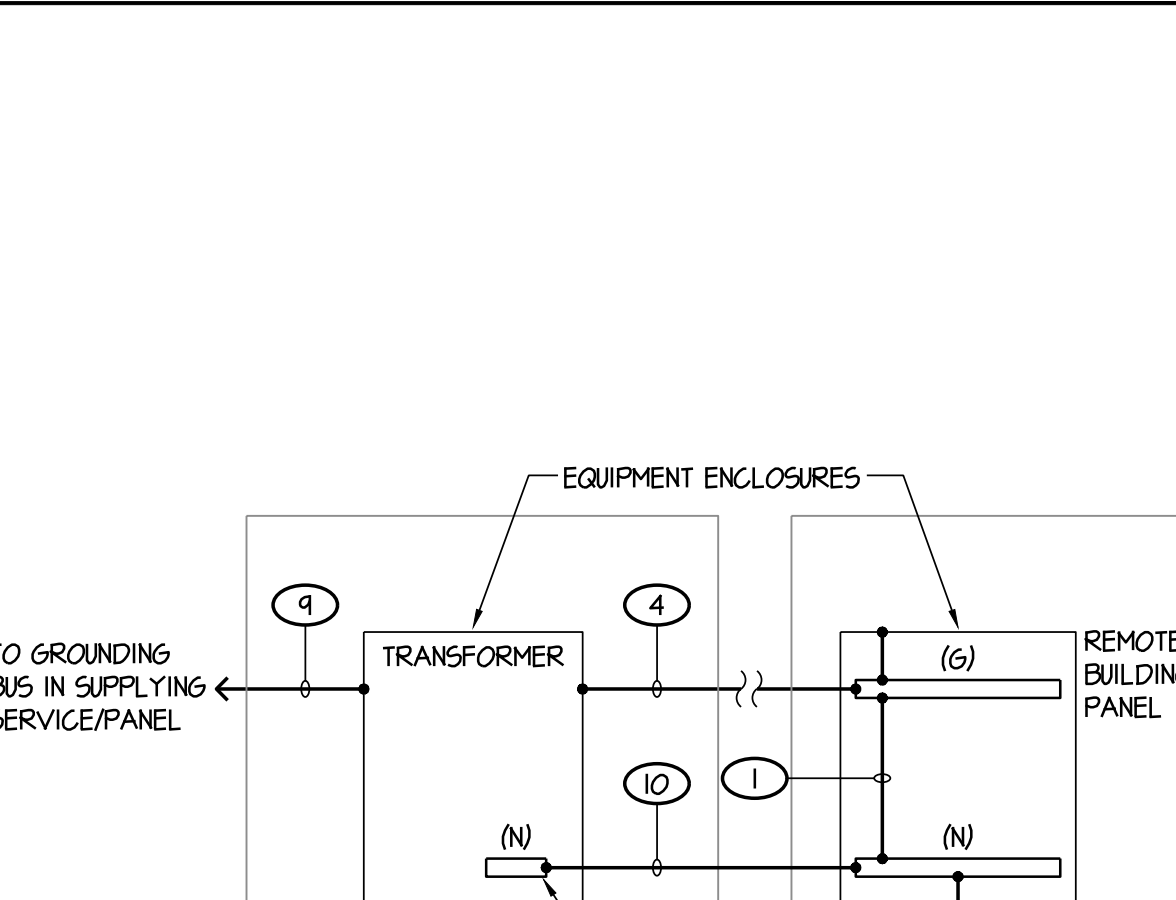 EQUIPMENT ENCLOSURES
9
4
TRANSFORMER
(G)
TO GROUNDING
BUS IN SUPPLYING
SERVICE/PANEL
REMOTE
BUILDING
PANEL
10
1
(N)
(N)